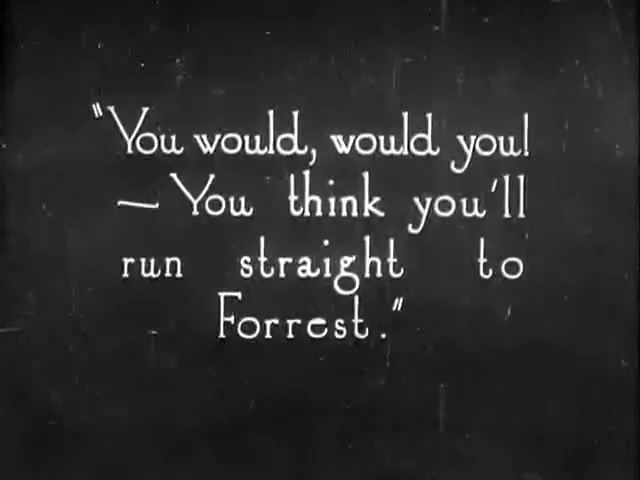 "You would, would you!
— You think you'll
run straight to
Forrest."